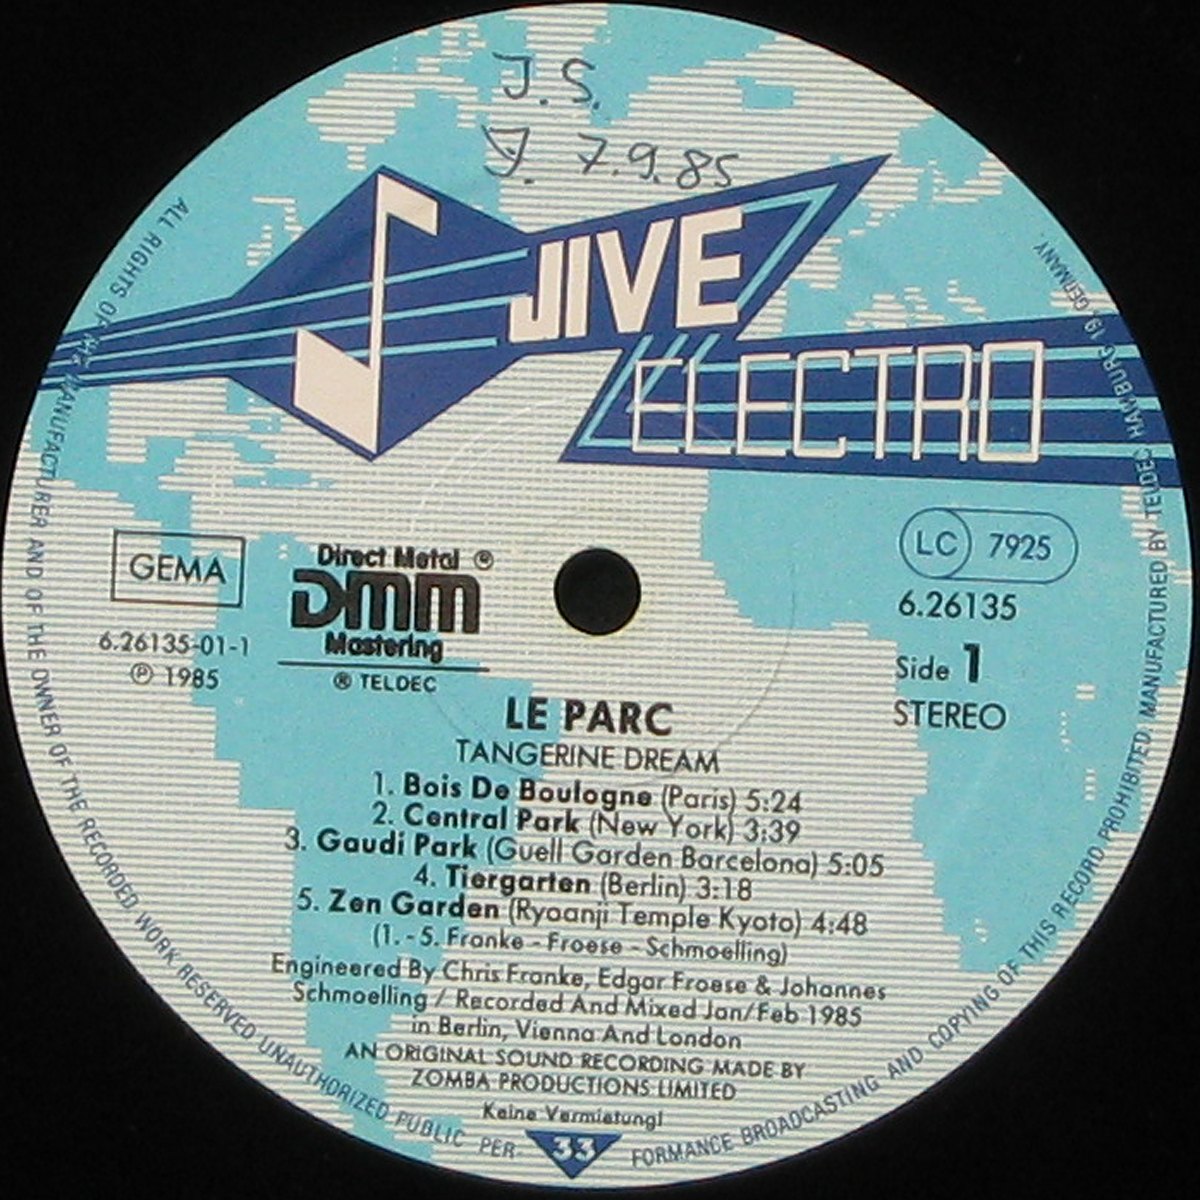 J.S.
J. 7.9.85
JIVE
ELECTRO
GEMA
6.26135-01-1
℗ 1985
Direct Metal ®
DMM
Mastering
® TELDEC
LC 7925
6.26135
Side 1
STEREO
LE PARC
TANGERINE DREAM
1. Bois De Boulogne (Paris) 5:24
2. Central Park (New York) 3:39
3. Gaudi Park (Guell Garden Barcelona) 5:05
4. Tiergarten (Berlin) 3:18
5. Zen Garden (Ryoanji Temple Kyoto) 4:48
(1. - 5. Franke - Froese - Schmoelling)
Engineered By Chris Franke, Edgar Froese & Johannes
Schmoelling / Recorded And Mixed Jan/Feb 1985
in Berlin, Vienna And London
AN ORIGINAL SOUND RECORDING MADE BY
ZOMBA PRODUCTIONS LIMITED
Keine Vermietung!
33
ALL RIGHTS OF THE MANUFACTURER AND OF THE OWNER OF THE RECORDED WORK RESERVED UNAUTHORIZED PUBLIC PER- FORMANCE BROADCASTING AND COPYING OF THIS RECORD PROHIBITED. MANUFACTURED BY TELDEC HAMBURG 19. GERMANY.